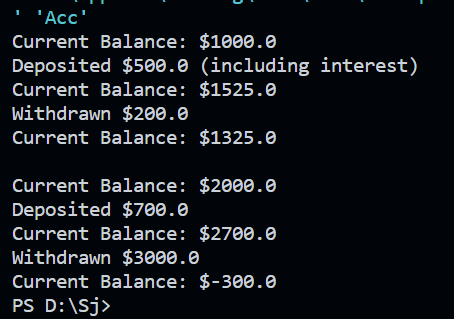 ' 'Acc'
Current Balance: $1000.0
Deposited $500.0 (including interest)
Current Balance: $1525.0
Withdrawn $200.0
Current Balance: $1325.0
Current Balance: $2000.0
Deposited $700.0
Current Balance: $2700.0
Withdrawn $3000.0
Current Balance: $-300.0
PS D:\Sj>